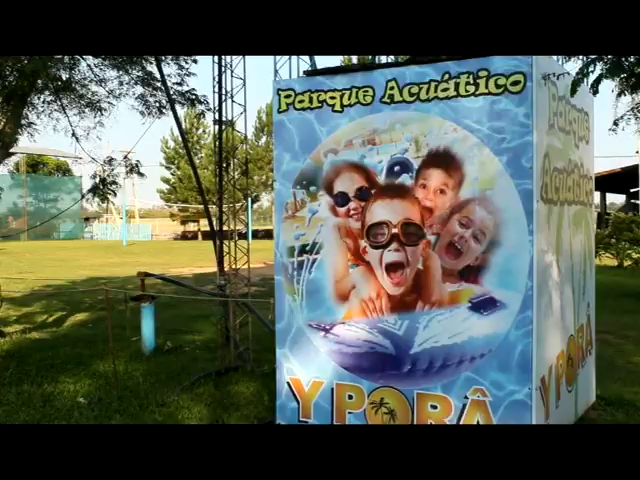 Parque Acuático
YPORÂ
Parque
Acuático
YPORÂ